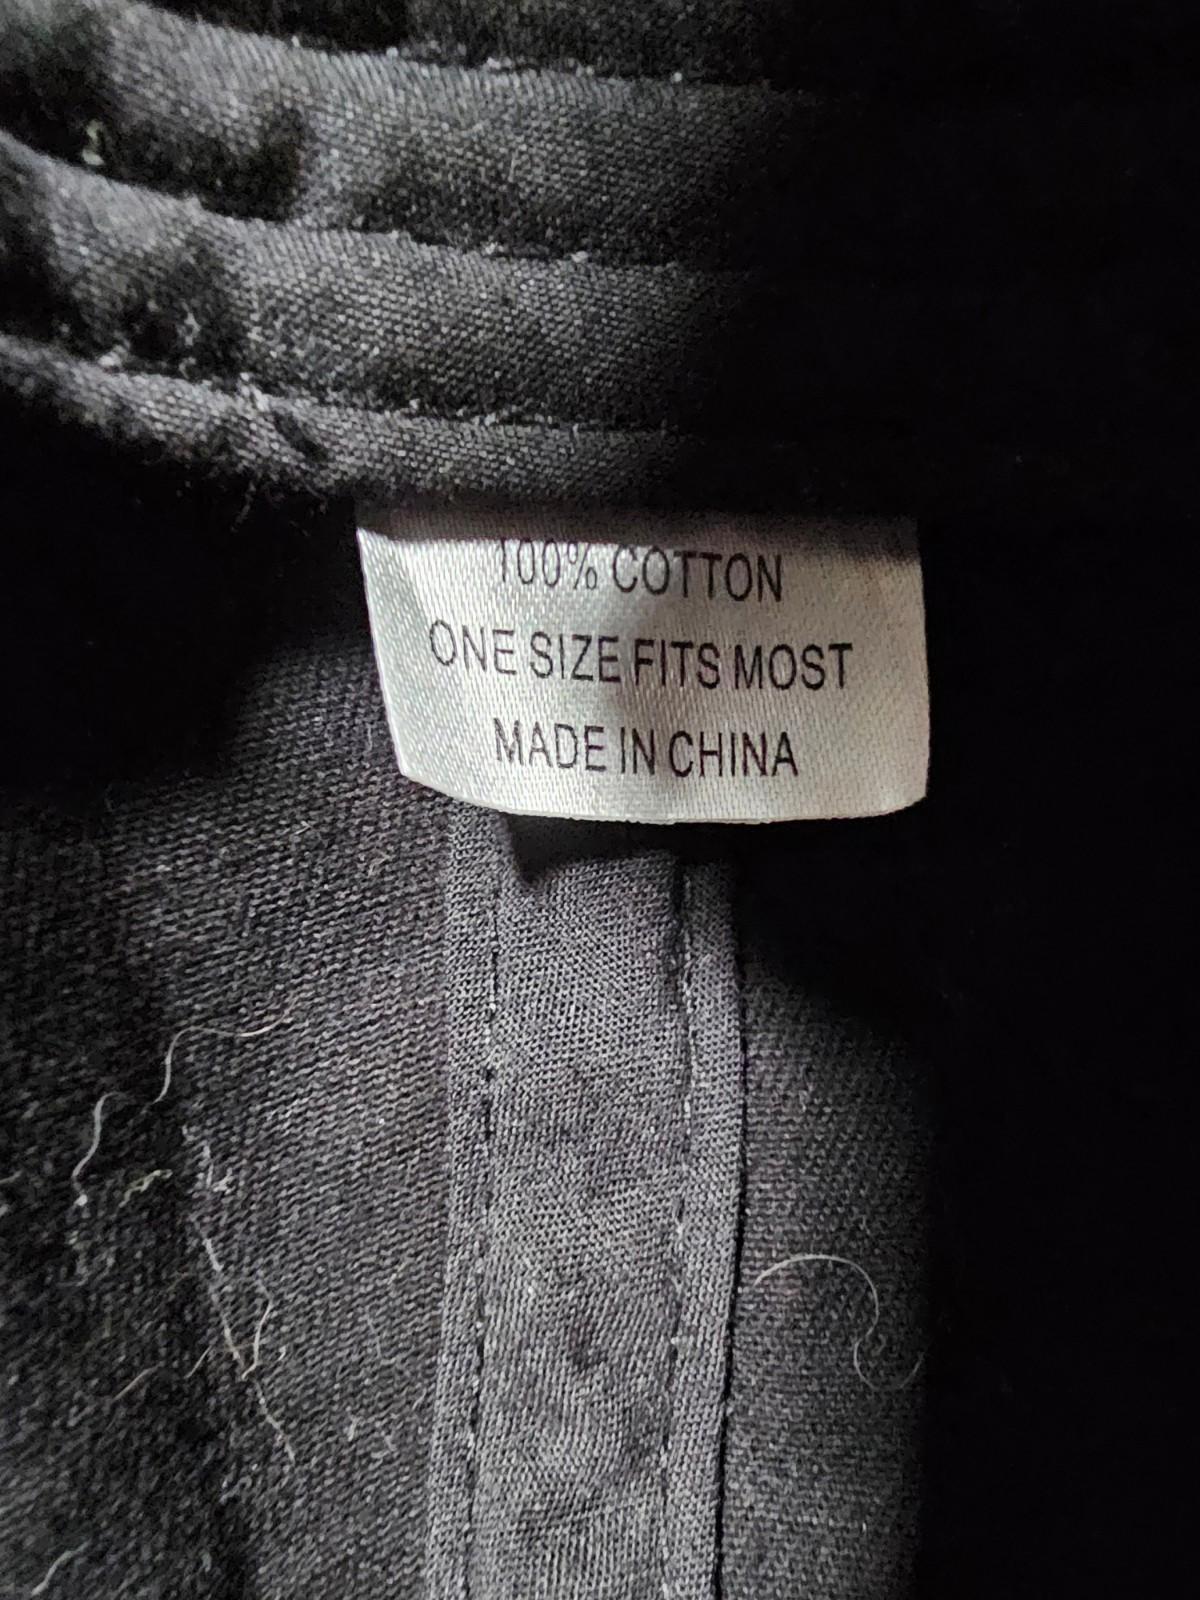 100% COTTON
ONE SIZE FITS MOST
MADE IN CHINA